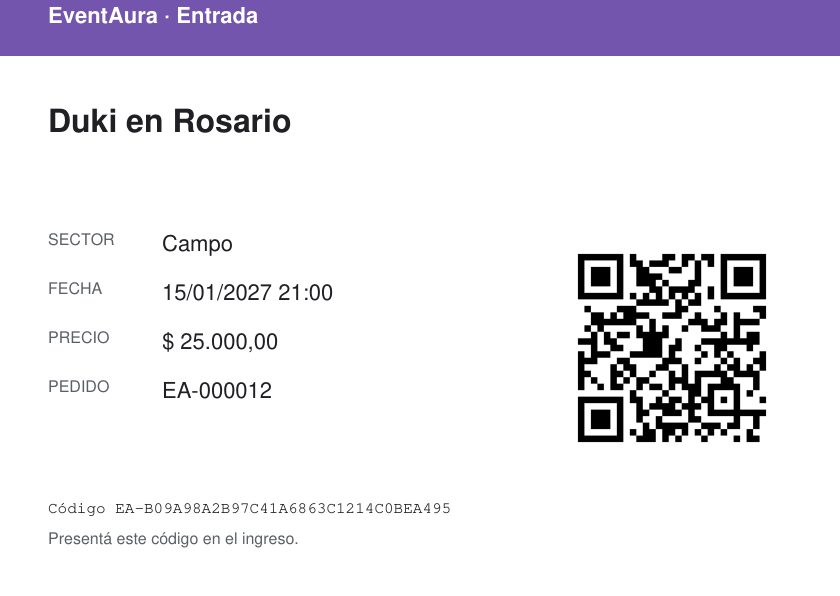 EventAura · Entrada
Duki en Rosario
SECTOR Campo
FECHA 15/01/2027 21:00
PRECIO $ 25.000,00
PEDIDO EA-000012
Código EA-B09A98A2B97C41A6863C1214C0BEA495
Presentá este código en el ingreso.